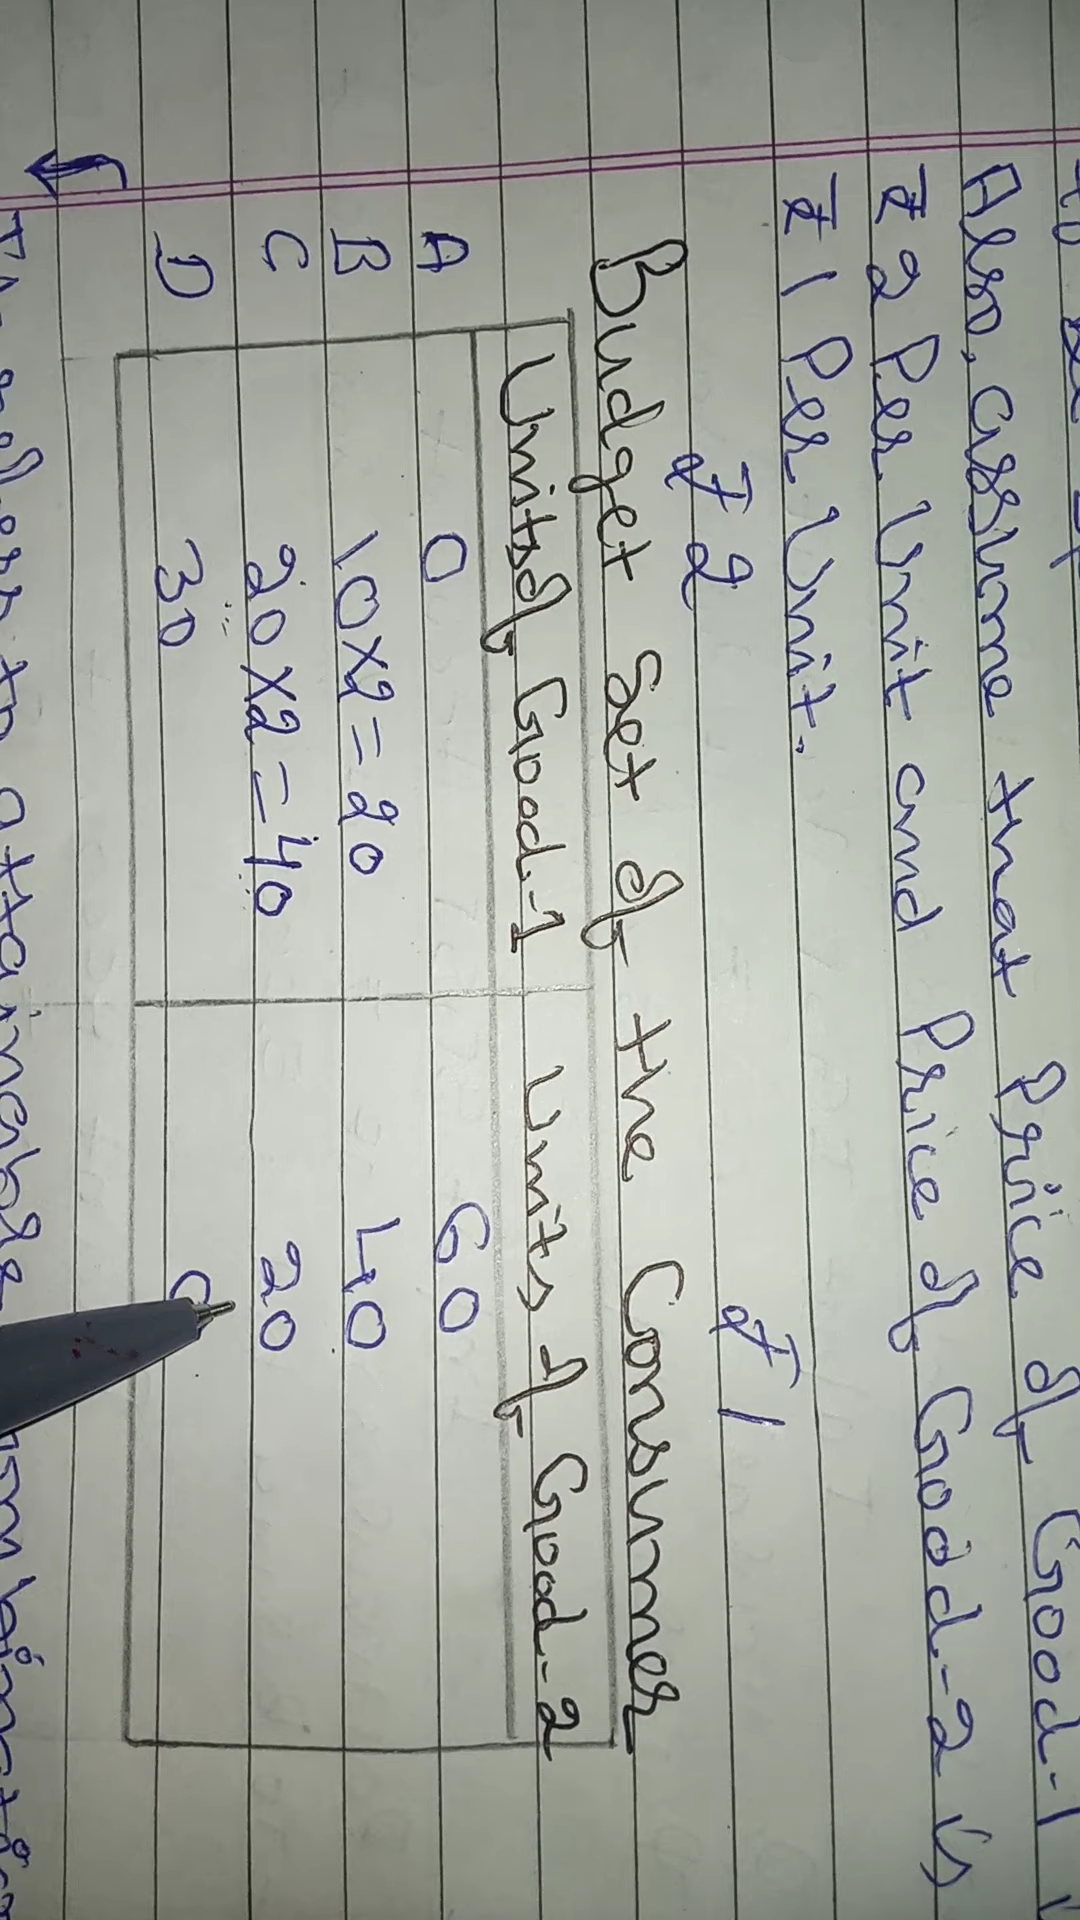 Also, assume that Price of Good-1
₹ 2 Per Unit and Price of Good-2 is
₹ 1 Per Unit.
₹ 2 ₹ 1
Budget Set of the Consumer
Units of Good-1 Units of Good-2
A 0 60
B 10×2=20 40
C 20×2=40 20
D 30
to attainable